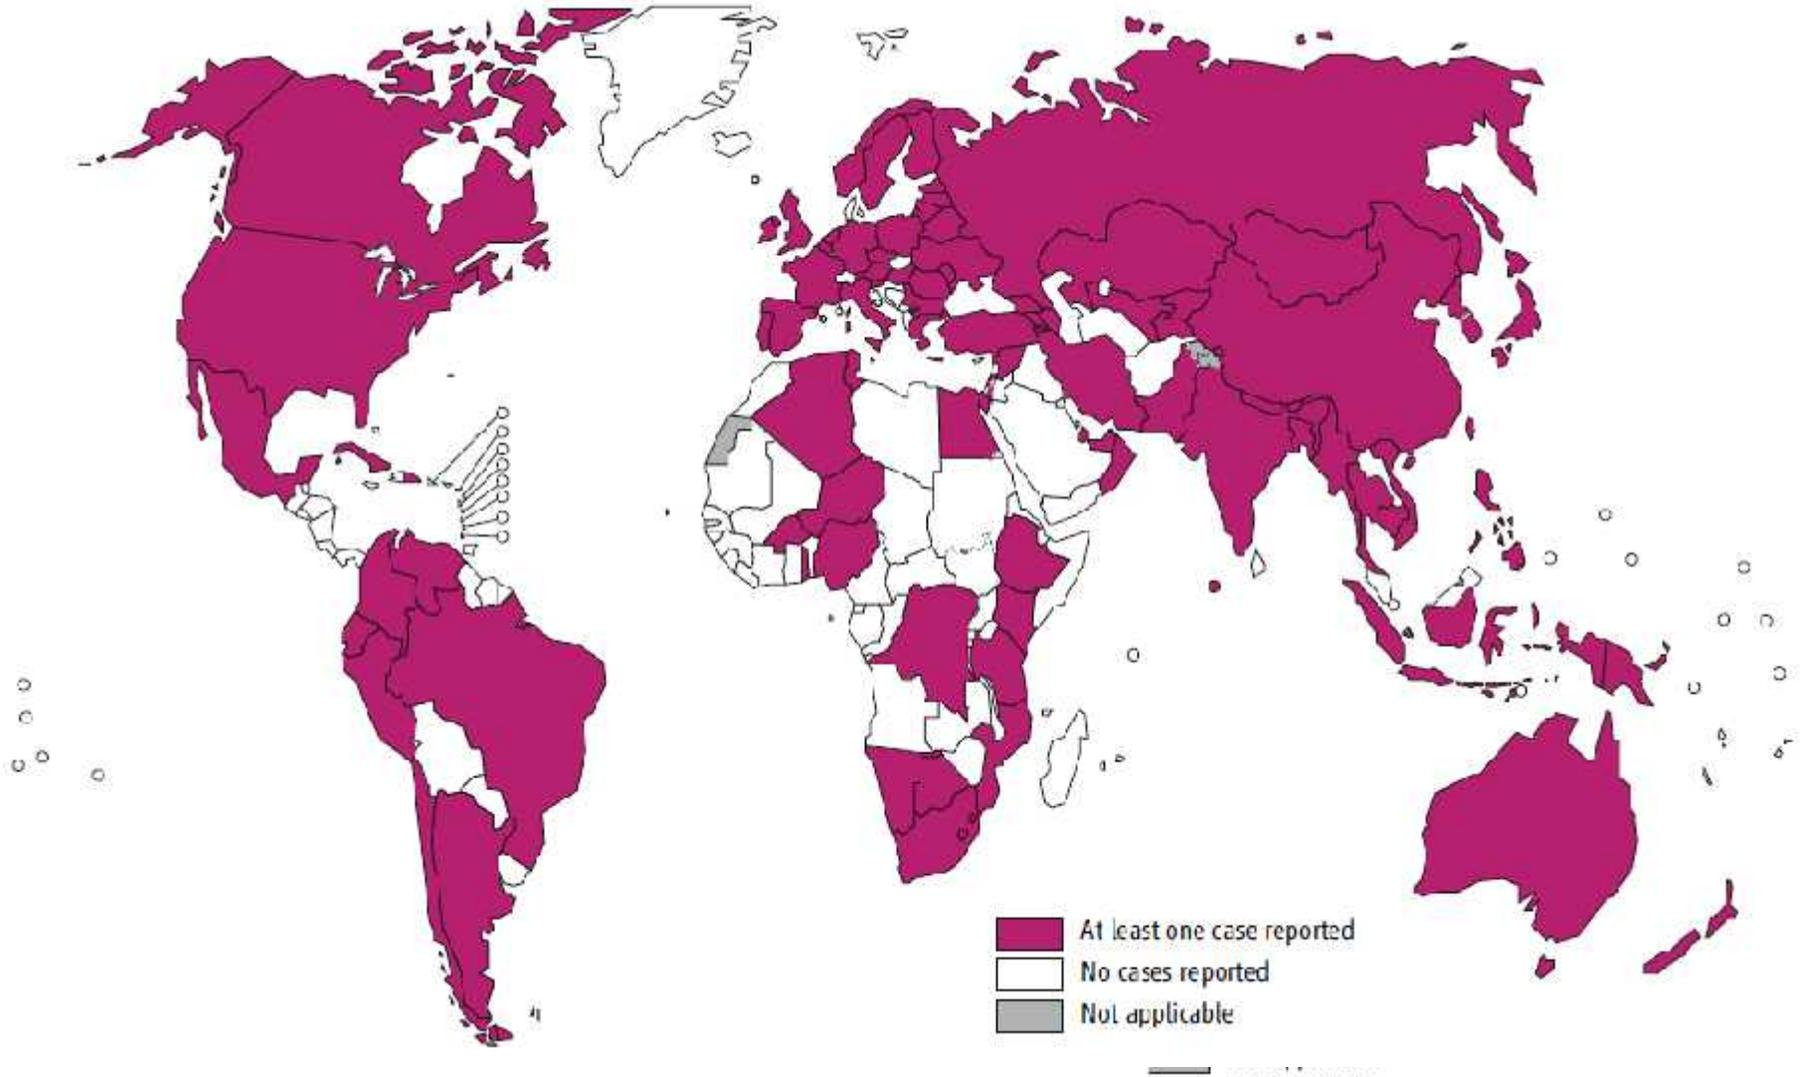 At least one case reported
No cases reported
Not applicable